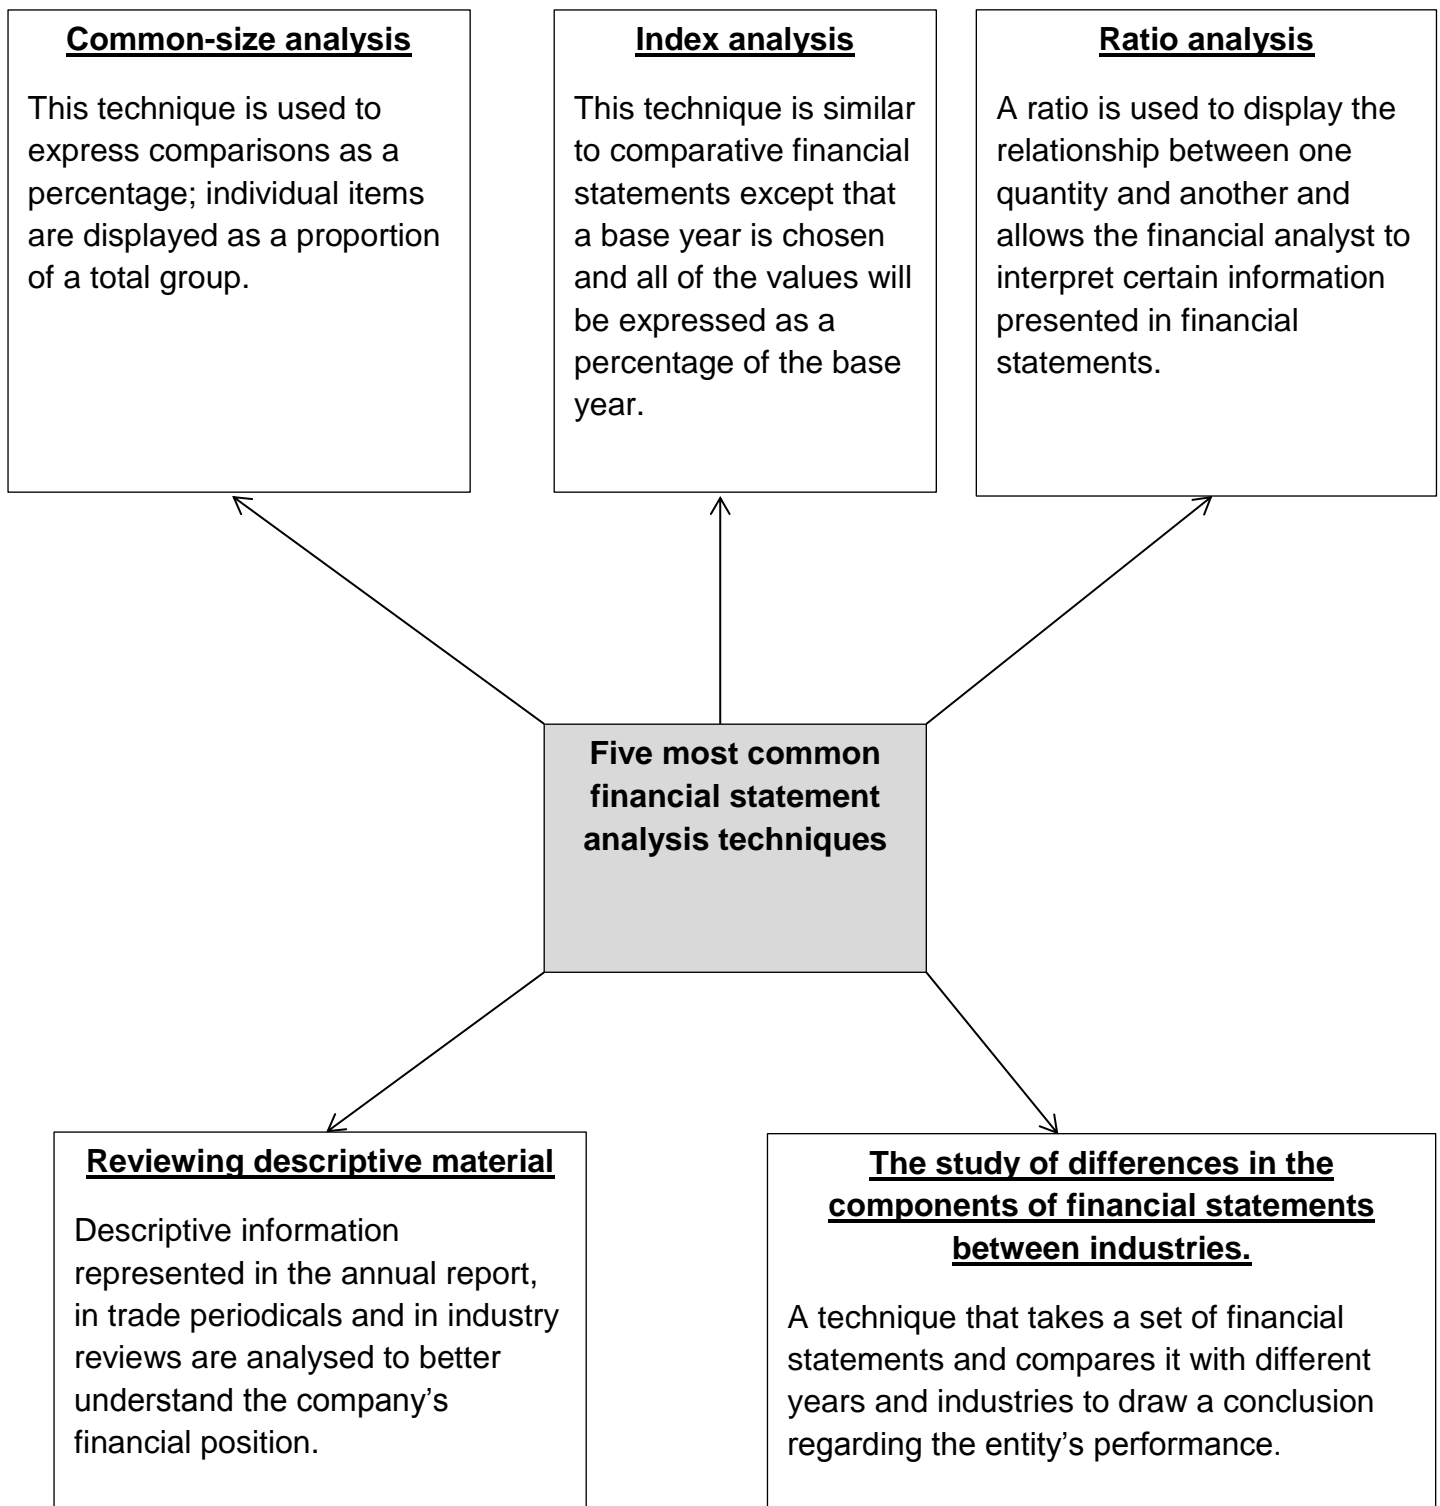 Common-size analysis
This technique is used to
express comparisons as a
percentage; individual items
are displayed as a proportion
of a total group.
Index analysis
This technique is similar
to comparative financial
statements except that
a base year is chosen
and all of the values will
be expressed as a
percentage of the base
year.
Ratio analysis
A ratio is used to display the
relationship between one
quantity and another and
allows the financial analyst to
interpret certain information
presented in financial
statements.
Five most common
financial statement
analysis techniques
Reviewing descriptive material
Descriptive information
represented in the annual report,
in trade periodicals and in industry
reviews are analysed to better
understand the company’s
financial position.
The study of differences in the
components of financial statements
between industries.
A technique that takes a set of financial
statements and compares it with different
years and industries to draw a conclusion
regarding the entity’s performance.